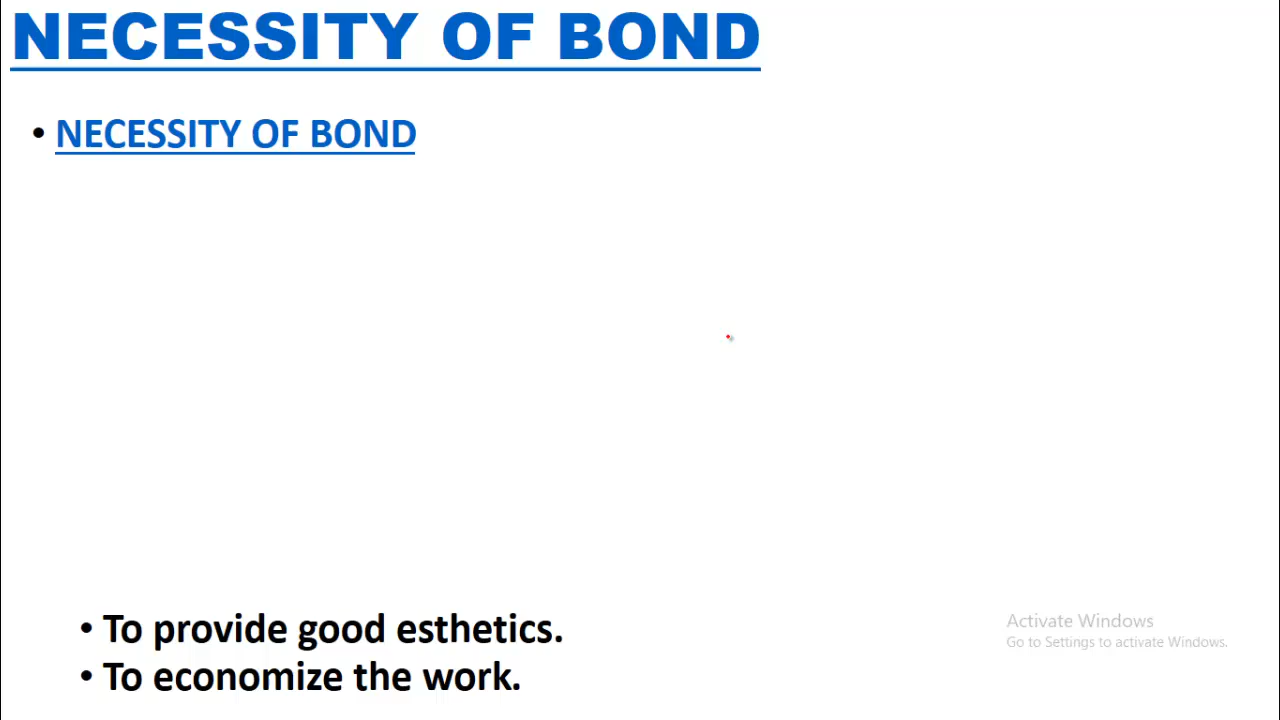 NECESSITY OF BOND
• NECESSITY OF BOND
• To provide good esthetics.
• To economize the work.
Activate Windows
Go to Settings to activate Windows.